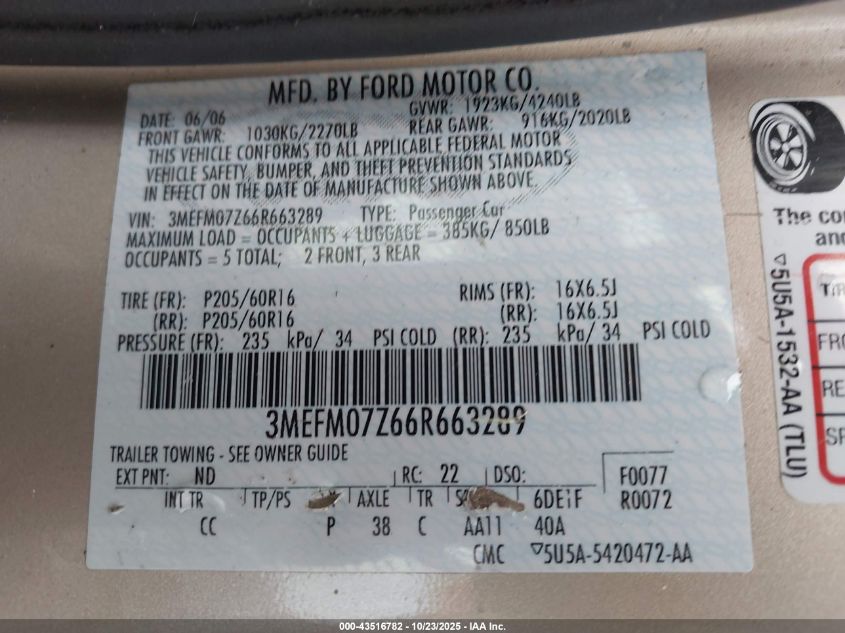 MFD. BY FORD MOTOR CO.
DATE: 06/06 GVWR: 1923KG/4240LB
FRONT GAWR: 1030KG/2270LB REAR GAWR: 916KG/2020LB
THIS VEHICLE CONFORMS TO ALL APPLICABLE FEDERAL MOTOR
VEHICLE SAFETY, BUMPER, AND THEFT PREVENTION STANDARDS
IN EFFECT ON THE DATE OF MANUFACTURE SHOWN ABOVE.
VIN: 3MEFM07Z66R663289 TYPE: Passenger Car
MAXIMUM LOAD = OCCUPANTS + LUGGAGE = 385KG/ 850LB
OCCUPANTS = 5 TOTAL; 2 FRONT, 3 REAR
TIRE (FR): P205/60R16 RIMS (FR): 16X6.5J
(RR): P205/60R16 (RR): 16X6.5J
PRESSURE (FR): 235 kPa/ 34 PSI COLD (RR): 235 kPa/ 34 PSI COLD
3MEFM07Z66R663289
TRAILER TOWING - SEE OWNER GUIDE
EXT PNT: ND RC: 22 DSO: F0077
INT TR TP/PS AXLE TR 6DE1F R0072
CC P 38 C AA11 40A
CMC ▽5U5A-5420472-AA
The co
and
▽5U5A-1532-AA (TLU)
TIR
FRO
RE
SP
000-43516782 - 10/23/2025 - IAA Inc.